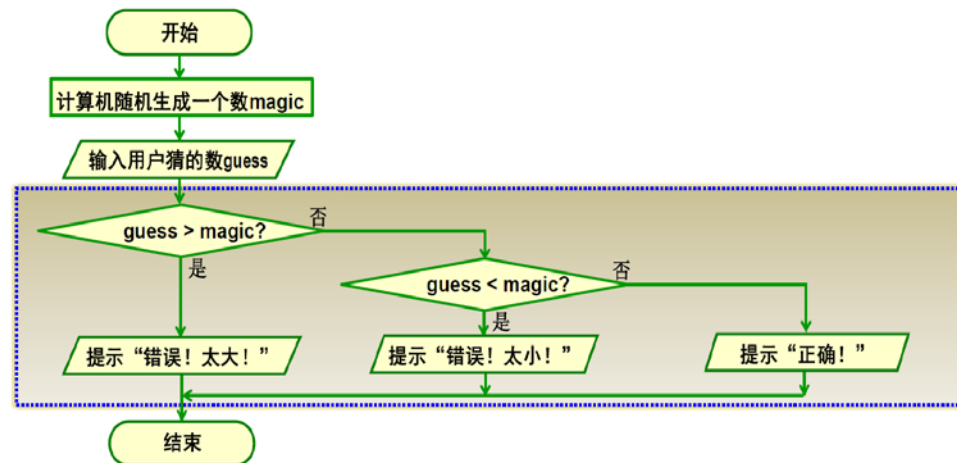 开始
计算机随机生成一个数magic
输入用户猜的数guess
guess > magic?
否
是
guess < magic?
否
是
提示“错误！太大！”
提示“错误！太小！”
提示“正确！”
结束